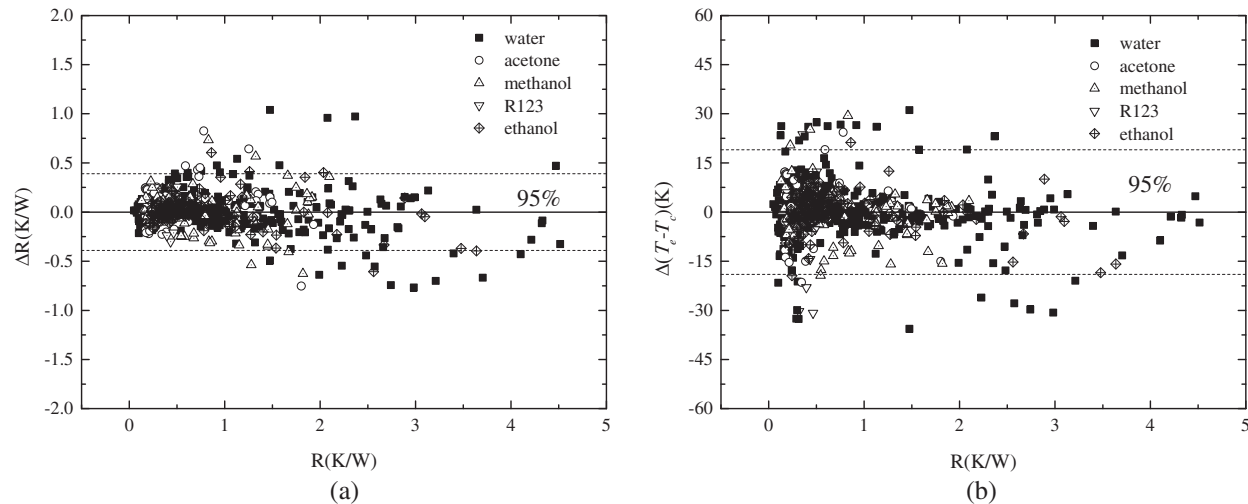 2.0
1.5
1.0
0.5
0.0
-0.5
-1.0
-1.5
-2.0
ΔR(K/W)
water
acetone
methanol
R123
ethanol
95%
0 1 2 3 4 5
R(K/W)
(a)
60
45
30
15
0
-15
-30
-45
-60
Δ(T_e-T_c)(K)
water
acetone
methanol
R123
ethanol
95%
0 1 2 3 4 5
R(K/W)
(b)